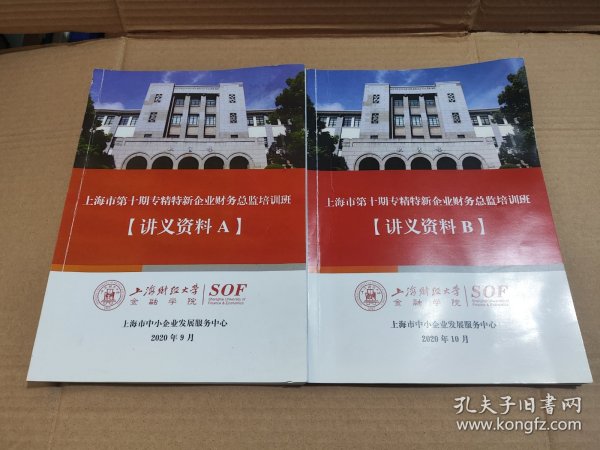 上海市第十期专精特新企业财务总监培训班
【讲义资料 A】
上海财经大学
金融学院
SOF
Shanghai University of
Finance & Economics
上海市中小企业发展服务中心
2020 年 9 月
上海市第十期专精特新企业财务总监培训班
【讲义资料 B】
上海财经大学
金融学院
SOF
上海市中小企业发展服务中心
2020 年 10 月
孔夫子旧书网
www.kongfz.com